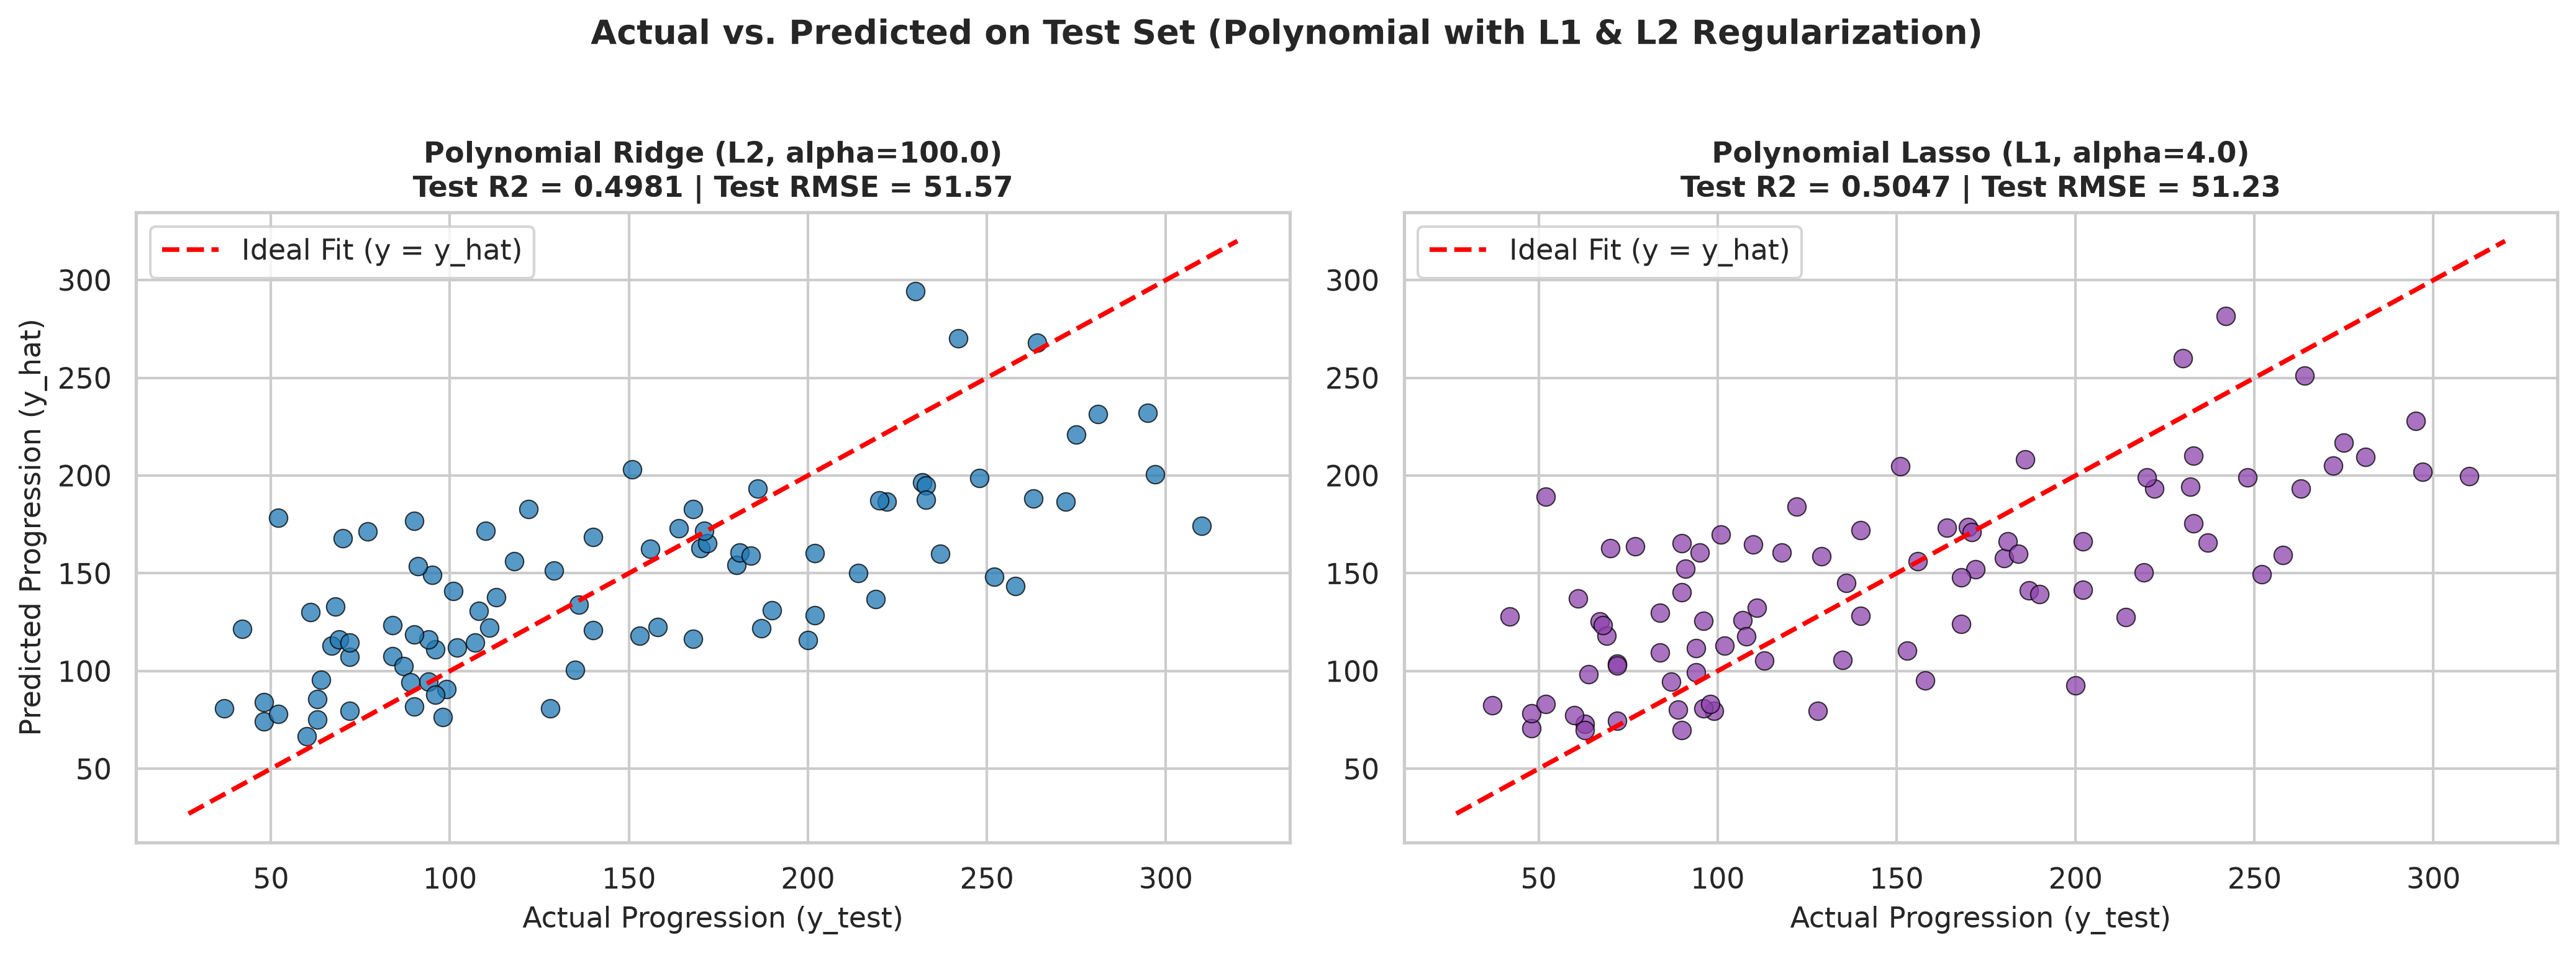 Actual vs. Predicted on Test Set (Polynomial with L1 & L2 Regularization)
Polynomial Ridge (L2, alpha=100.0)
Test R2 = 0.4981 | Test RMSE = 51.57
Ideal Fit (y = y_hat)
Predicted Progression (y_hat)
300
250
200
150
100
50
50 100 150 200 250 300
Actual Progression (y_test)
Polynomial Lasso (L1, alpha=4.0)
Test R2 = 0.5047 | Test RMSE = 51.23
Ideal Fit (y = y_hat)
300
250
200
150
100
50
50 100 150 200 250 300
Actual Progression (y_test)